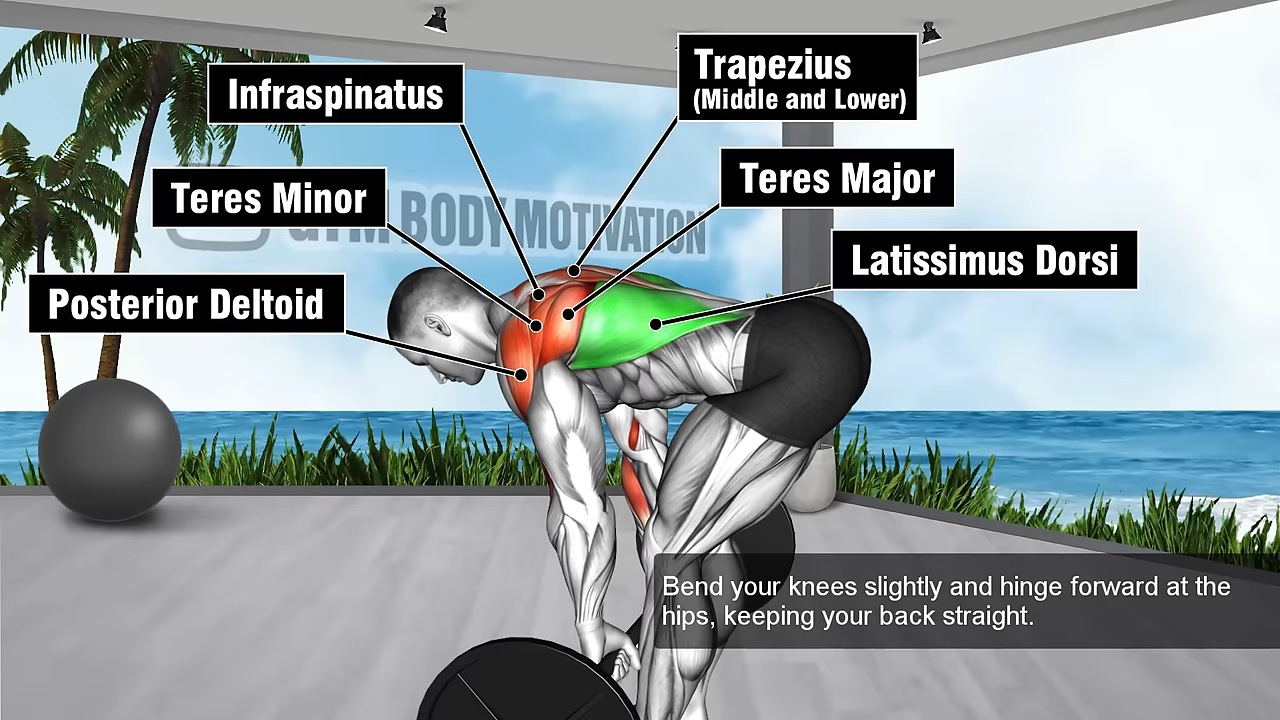 Trapezius
(Middle and Lower)
Infraspinatus
Teres Major
Teres Minor
GYM BODY MOTIVATION
Latissimus Dorsi
Posterior Deltoid
Bend your knees slightly and hinge forward at the
hips, keeping your back straight.